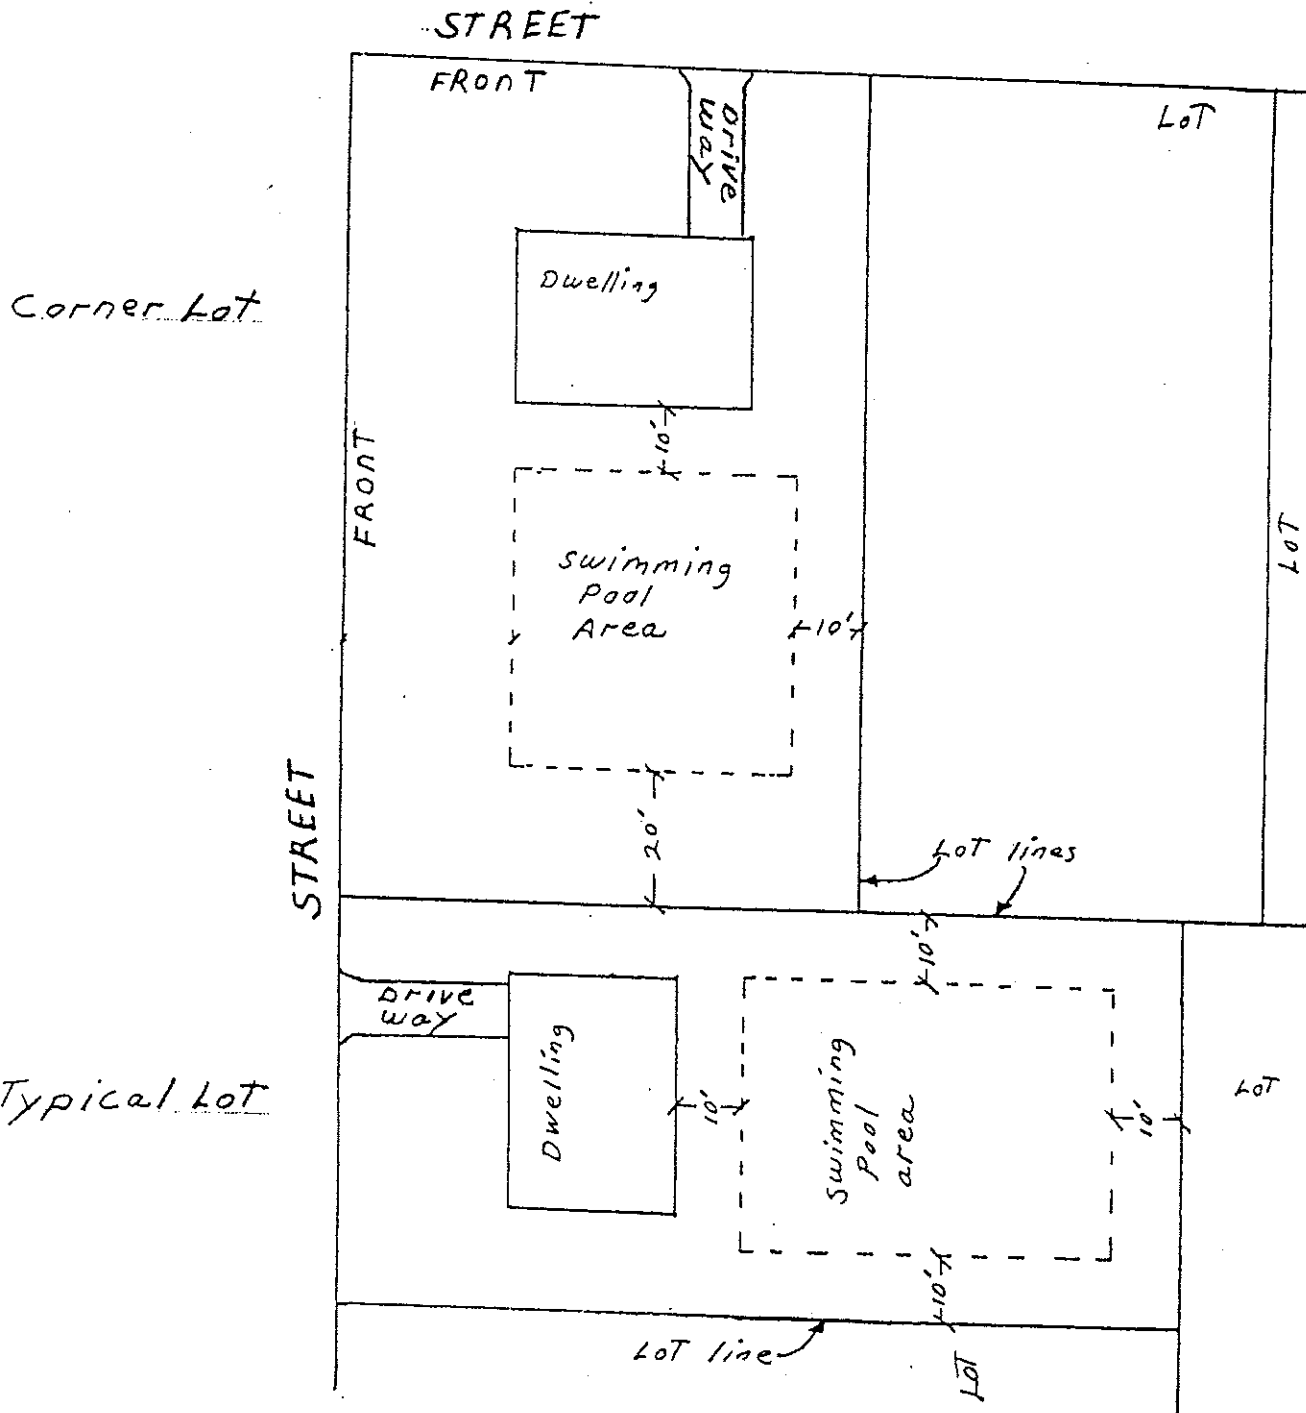 STREET
FRONT
Drive
way
LOT
Dwelling
Corner Lot
10'
FRONT
Swimming
Pool
Area
10'
LOT
STREET
20'
LOT lines
10'
Drive
way
Dwelling
10'
Swimming
Pool
area
10'
LOT
Typical Lot
10'
LOT line
LOT